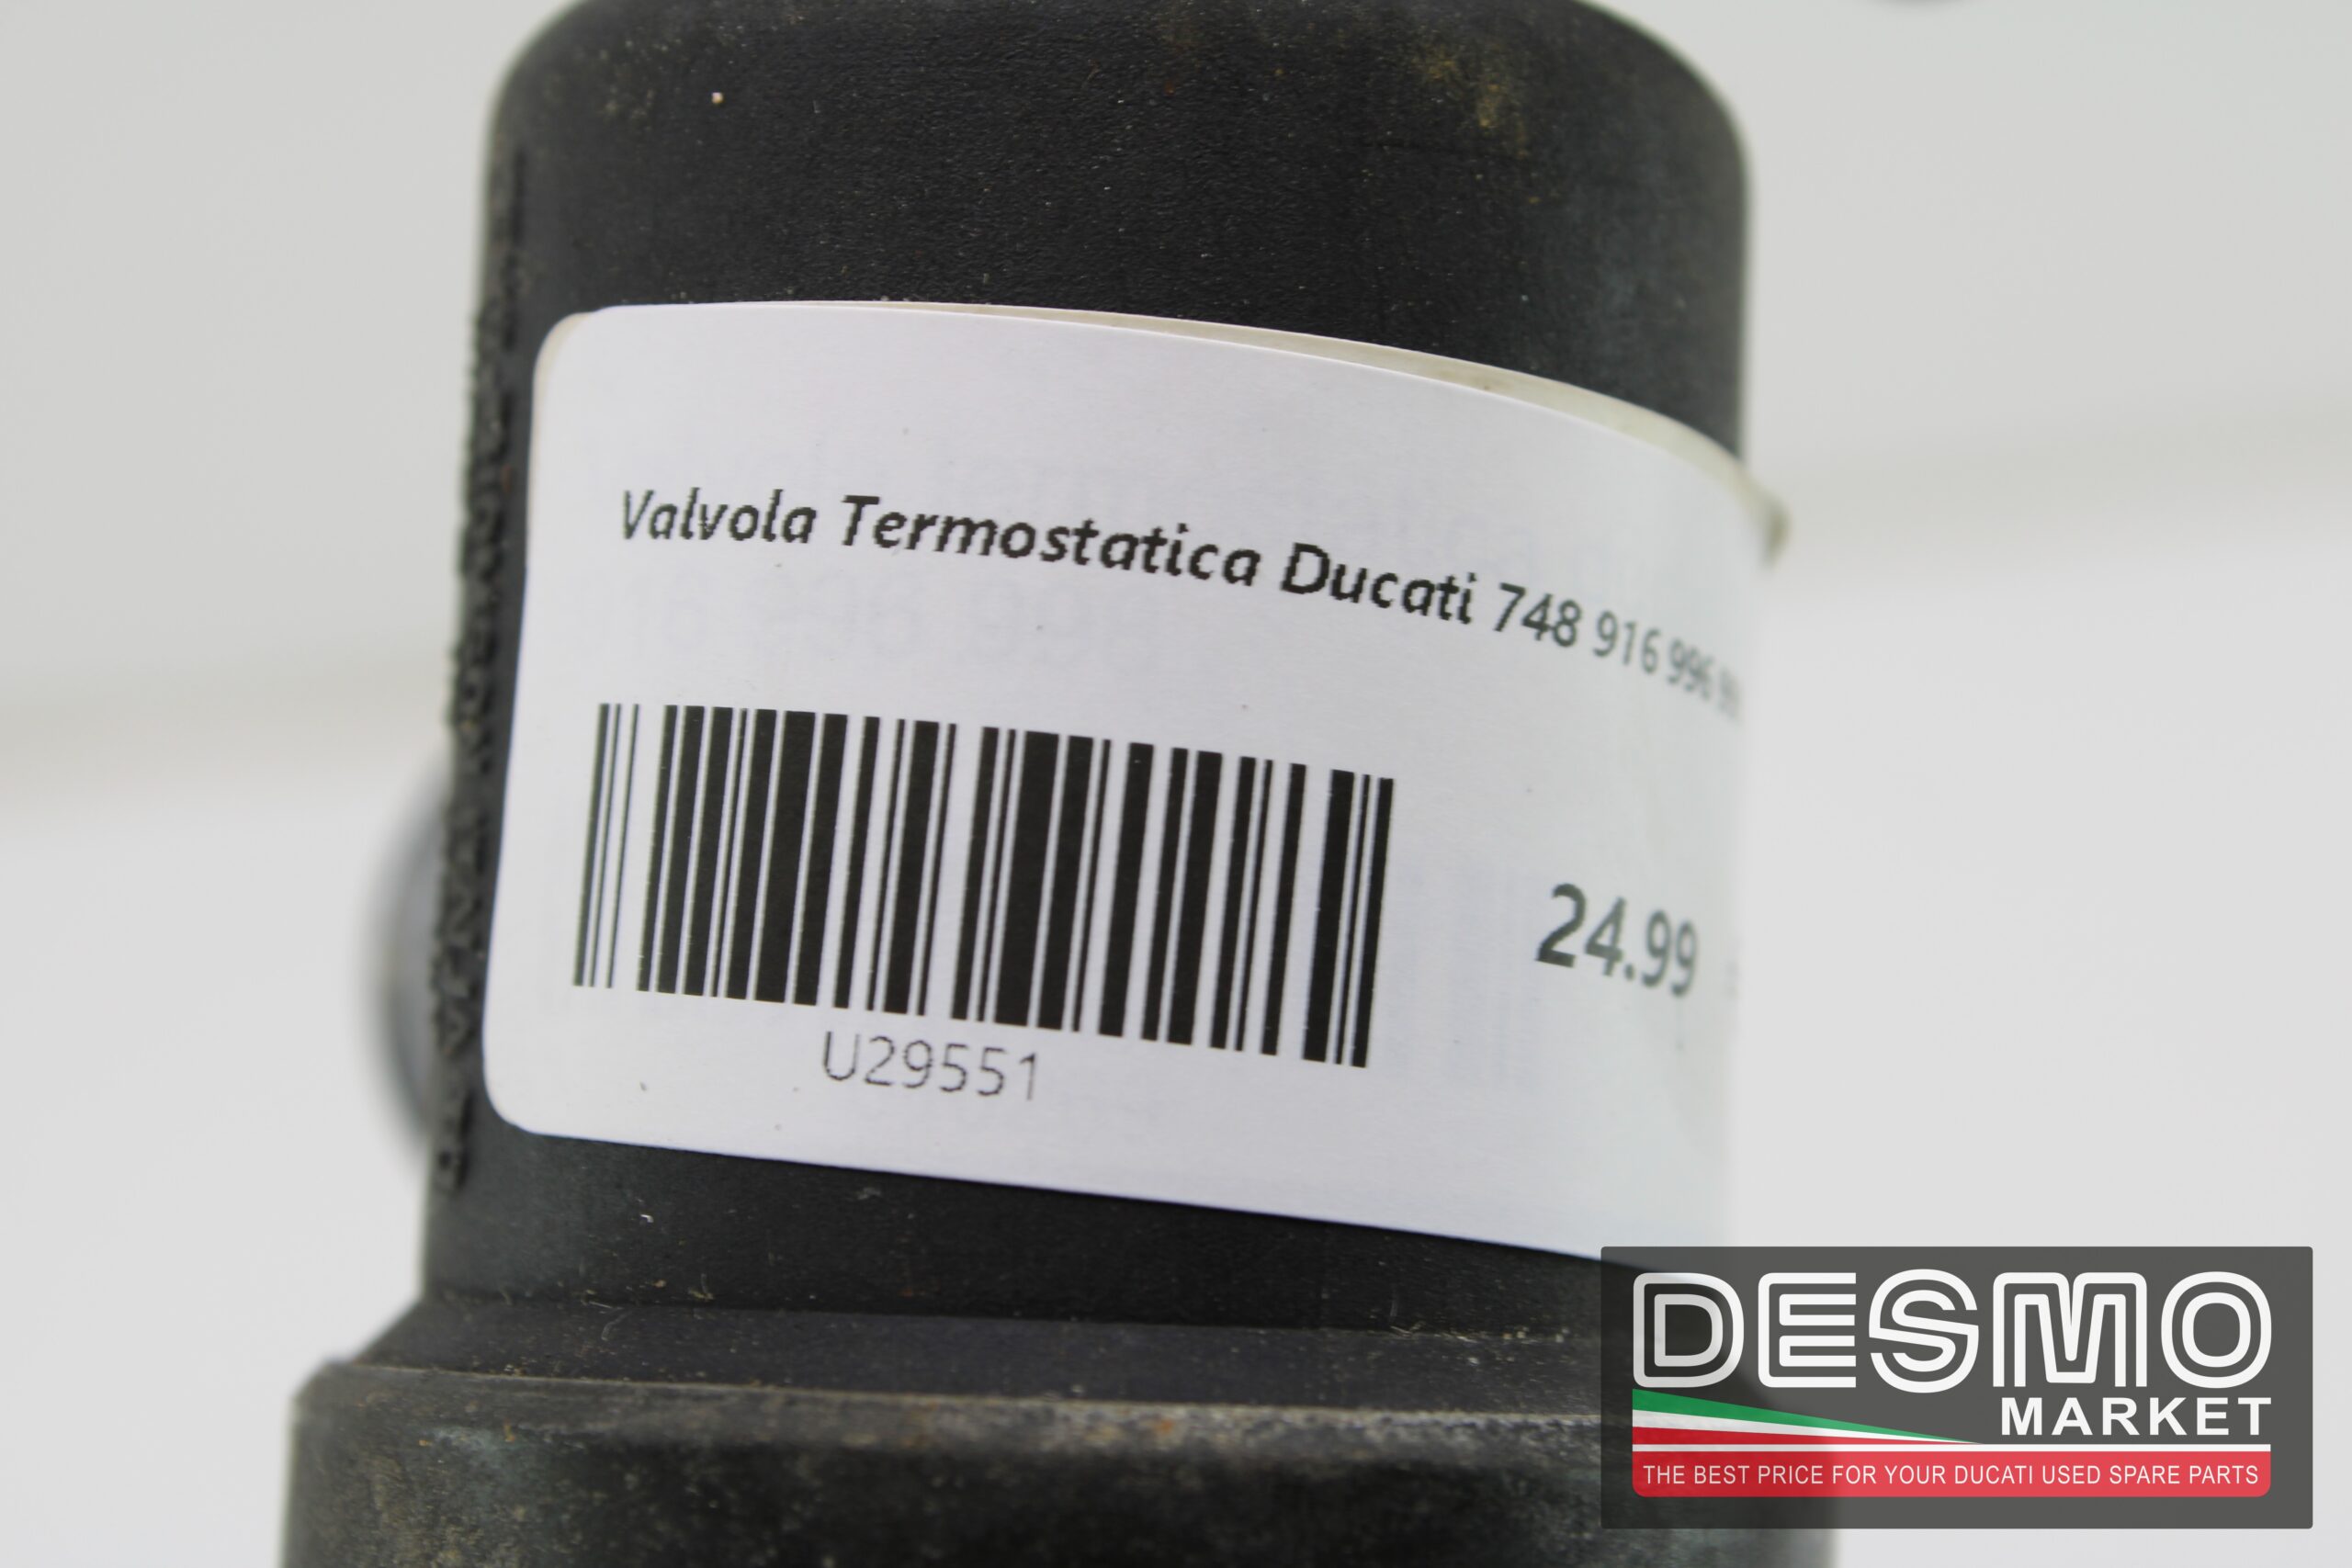 Valvola Termostatica Ducati 748 916 996
24.99
U29551
DESMO
MARKET
THE BEST PRICE FOR YOUR DUCATI USED SPARE PARTS